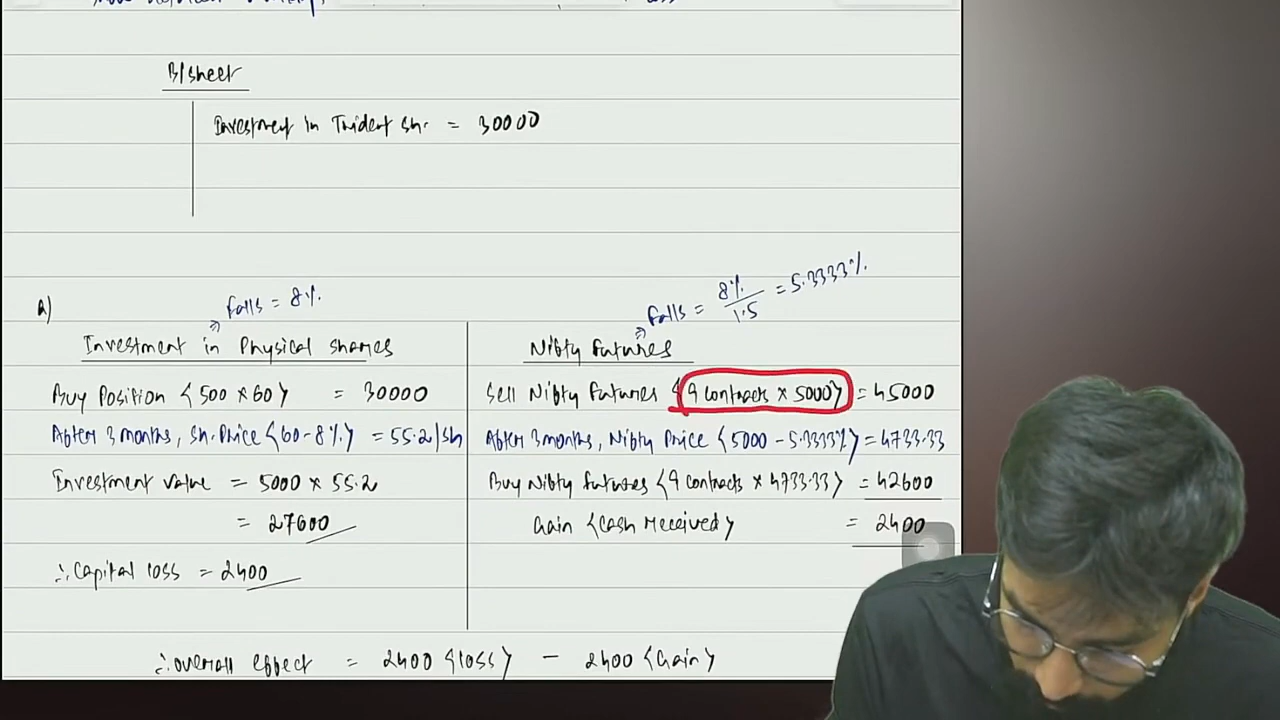 B/sheet
Investment in Trident sh. = 30000
a)
falls = 8%
Investment in Physical shares
Buy Position {500 × 60} = 30000
After 3 months, Sh. Price {60 - 8%} = 55.2/sh
Investment value = 5000 × 55.2
= 27600
∴ Capital loss = 2400
falls = 8% / 1.5 = 5.3333%
Nifty futures
Sell Nifty futures {9 contracts × 5000} = 45000
After 3 months, Nifty Price {5000 - 5.3333%} = 4733.33
Buy Nifty futures {9 contracts × 4733.33} = 42600
Gain {Cash received} = 2400
∴ overall effect = 2400 {loss} - 2400 {Gain}